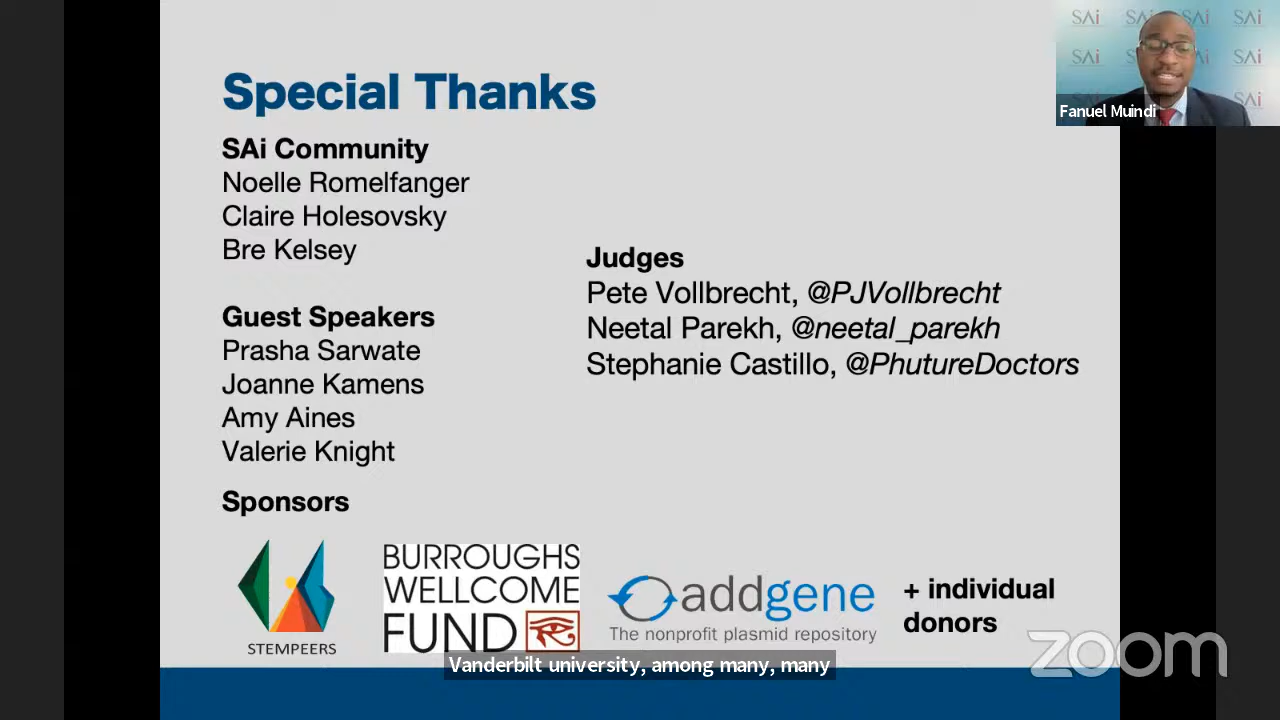 Special Thanks
SAi Community
Noelle Romelfanger
Claire Holesovsky
Bre Kelsey
Guest Speakers
Prasha Sarwate
Joanne Kamens
Amy Aines
Valerie Knight
Judges
Pete Vollbrecht, @PJVollbrecht
Neetal Parekh, @neetal_parekh
Stephanie Castillo, @PhutureDoctors
Sponsors
STEMPEERS
BURROUGHS
WELLCOME
FUND
addgene
The nonprofit plasmid repository
+ individual
donors
Vanderbilt university, among many, many
zoom
SAi SAi SAi SAi
SAi SAi SAi
SAi
Fanuel Muindi